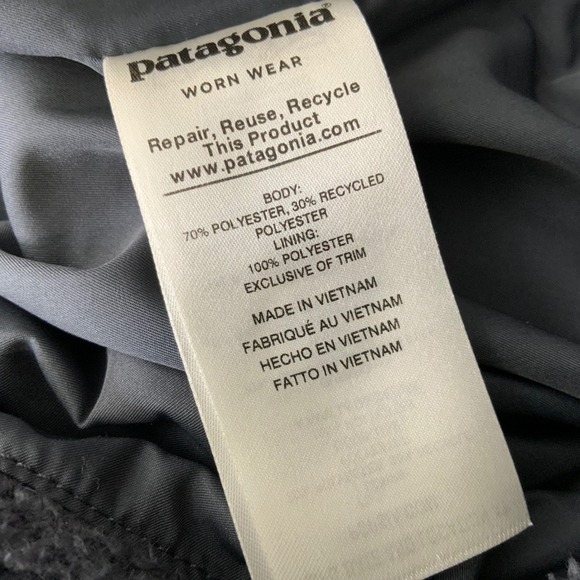 patagonia®
WORN WEAR
Repair, Reuse, Recycle
This Product
www.patagonia.com
BODY:
70% POLYESTER, 30% RECYCLED
POLYESTER
LINING:
100% POLYESTER
EXCLUSIVE OF TRIM
MADE IN VIETNAM
FABRIQUÉ AU VIETNAM
HECHO EN VIETNAM
FATTO IN VIETNAM